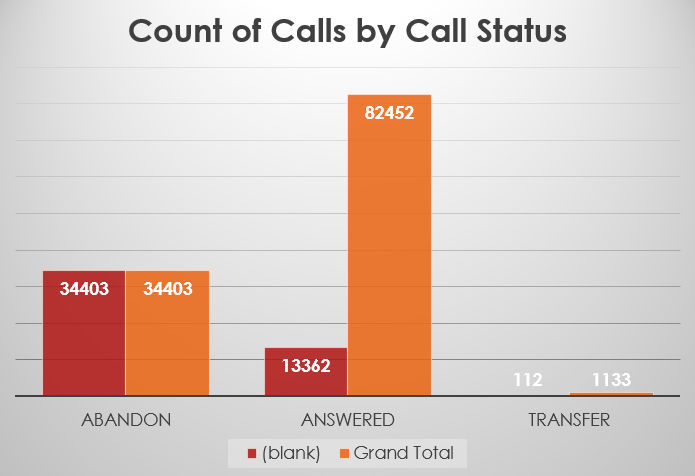 Count of Calls by Call Status
82452
34403 34403
13362
112 1133
ABANDON ANSWERED TRANSFER
(blank) Grand Total